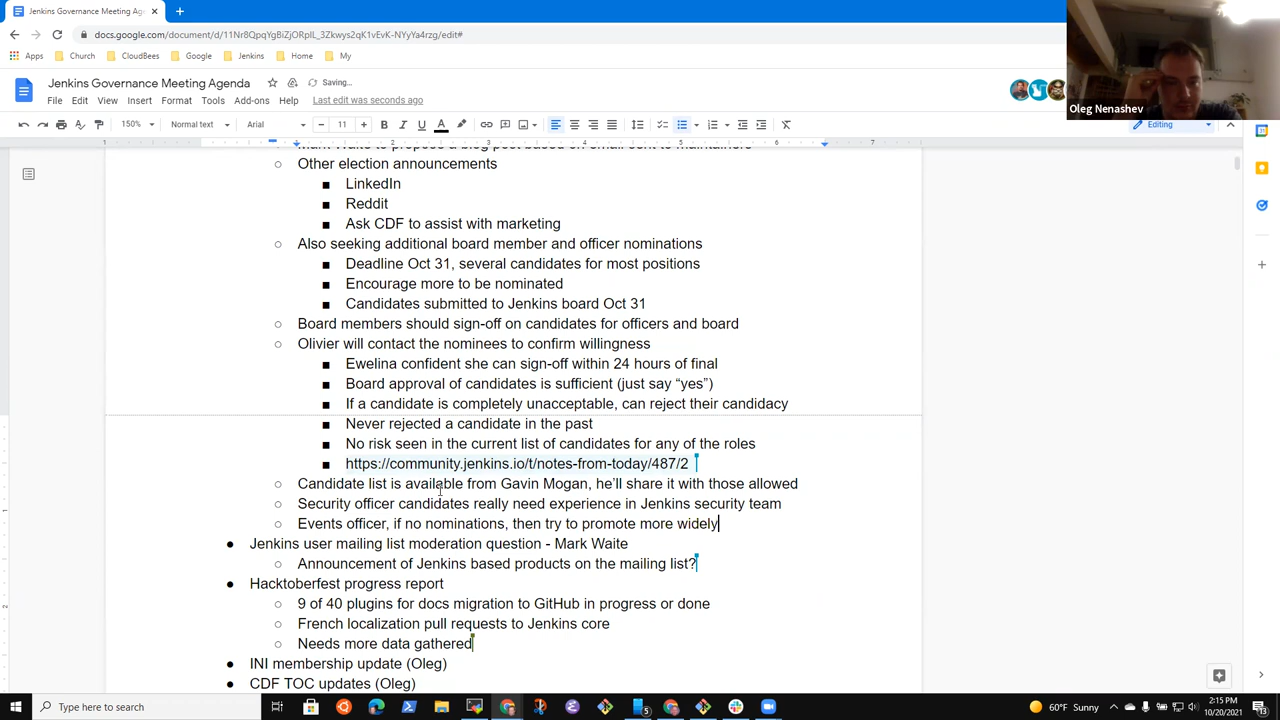 Jenkins Governance Meeting Ag
docs.google.com/document/d/11Nr8QpqYgBiZjORpIL_3Zkwys2qK1vEvK-NYyYa4rzg/edit#
Apps Church CloudBees Google Jenkins Home My
Oleg Nenashev
Jenkins Governance Meeting Agenda Saving...
File Edit View Insert Format Tools Add-ons Help Last edit was seconds ago
150% Normal text Arial 11 Editing
1 1 2 3 4 5 6 7
Other election announcements
LinkedIn
Reddit
Ask CDF to assist with marketing
Also seeking additional board member and officer nominations
Deadline Oct 31, several candidates for most positions
Encourage more to be nominated
Candidates submitted to Jenkins board Oct 31
Board members should sign-off on candidates for officers and board
Olivier will contact the nominees to confirm willingness
Ewelina confident she can sign-off within 24 hours of final
Board approval of candidates is sufficient (just say “yes”)
If a candidate is completely unacceptable, can reject their candidacy
Never rejected a candidate in the past
No risk seen in the current list of candidates for any of the roles
https://community.jenkins.io/t/notes-from-today/487/2
Candidate list is available from Gavin Mogan, he’ll share it with those allowed
Security officer candidates really need experience in Jenkins security team
Events officer, if no nominations, then try to promote more widely
Jenkins user mailing list moderation question - Mark Waite
Announcement of Jenkins based products on the mailing list?
Hacktoberfest progress report
9 of 40 plugins for docs migration to GitHub in progress or done
French localization pull requests to Jenkins core
Needs more data gathered
INI membership update (Oleg)
CDF TOC updates (Oleg)
Type here to search
60°F Sunny
2:15 PM
10/20/2021